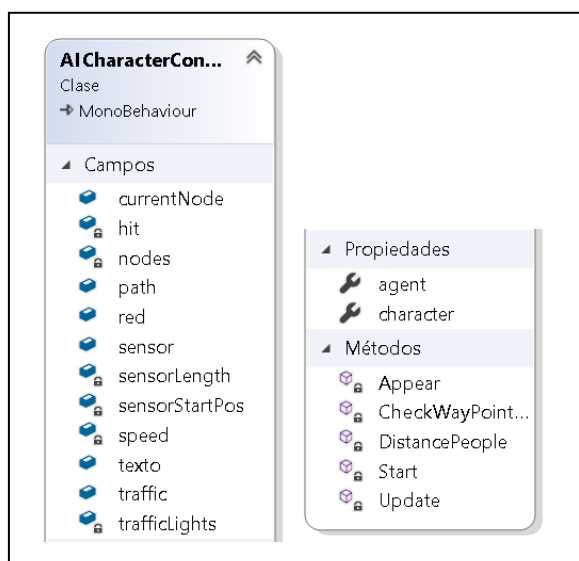 AICharacterCon...
Clase
MonoBehaviour
Campos
currentNode
hit
nodes
path
red
sensor
sensorLength
sensorStartPos
speed
texto
traffic
trafficLights
Propiedades
agent
character
Métodos
Appear
CheckWayPoint...
DistancePeople
Start
Update